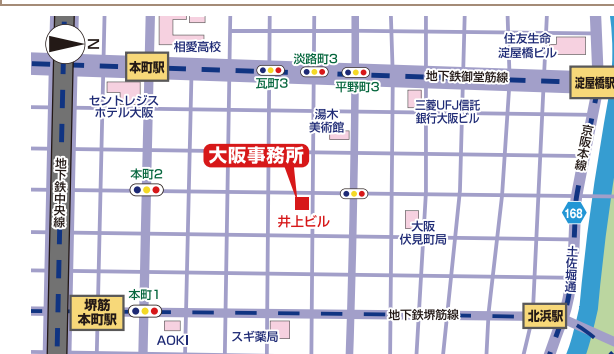 N
相愛高校
住友生命
淀屋橋ビル
本町駅
淡路町3
瓦町3
平野町3
地下鉄御堂筋線
淀屋橋駅
セントレジス
ホテル大阪
湯木
美術館
三菱UFJ信託
銀行大阪ビル
京阪本線
大阪事務所
地下鉄中央線
本町2
井上ビル
168
大阪
伏見町局
土佐堀通
本町1
堺筋
本町駅
地下鉄堺筋線
北浜駅
AOKI
スギ薬局